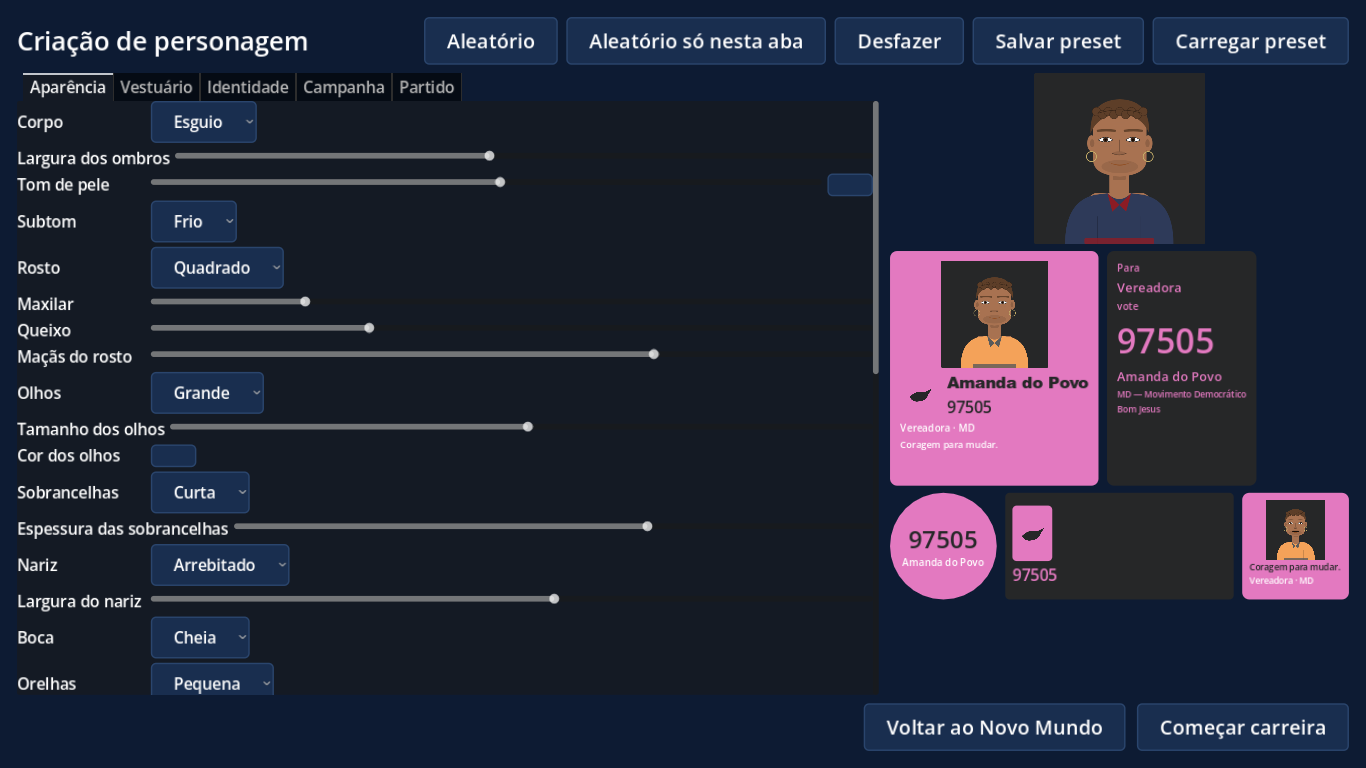 Criação de personagem
Aleatório
Aleatório só nesta aba
Desfazer
Salvar preset
Carregar preset
Aparência
Vestuário
Identidade
Campanha
Partido
Corpo
Esguio
Largura dos ombros
Tom de pele
Subtom
Frio
Rosto
Quadrado
Maxilar
Queixo
Maçãs do rosto
Olhos
Grande
Tamanho dos olhos
Cor dos olhos
Sobrancelhas
Curta
Espessura das sobrancelhas
Nariz
Arrebitado
Largura do nariz
Boca
Cheia
Orelhas
Pequena
Amanda do Povo
97505
Vereadora · MD
Coragem para mudar.
Para
Vereadora
vote
97505
Amanda do Povo
MD — Movimento Democrático
Bom Jesus
97505
Amanda do Povo
97505
Coragem para mudar.
Vereadora · MD
Voltar ao Novo Mundo
Começar carreira